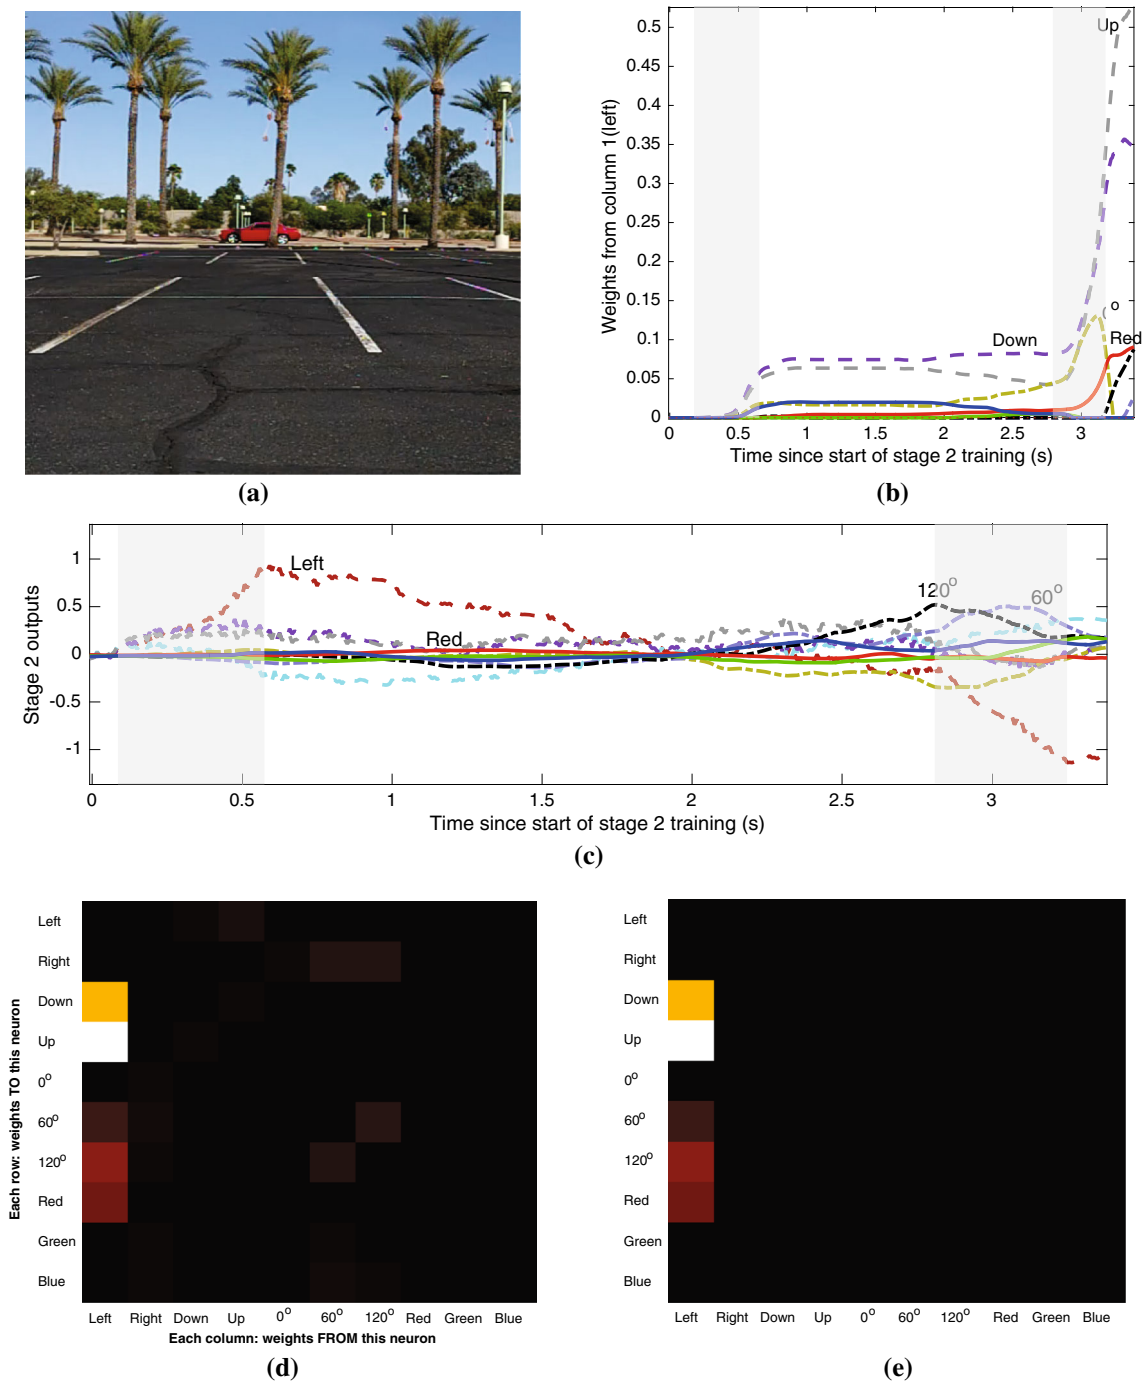 (a)
Weights from column 1(left)
0.5
0.45
0.4
0.35
0.3
0.25
0.2
0.15
0.1
0.05
0
Up
Down
Red
0 0.5 1 1.5 2 2.5 3
Time since start of stage 2 training (s)
(b)
Stage 2 outputs
1
0.5
0
-0.5
-1
Left
Red
120°
60°
0 0.5 1 1.5 2 2.5 3
Time since start of stage 2 training (s)
(c)
Each row: weights TO this neuron
Left
Right
Down
Up
0°
60°
120°
Red
Green
Blue
Left Right Down Up 0° 60° 120° Red Green Blue
Each column: weights FROM this neuron
(d)
Left
Right
Down
Up
0°
60°
120°
Red
Green
Blue
Left Right Down Up 0° 60° 120° Red Green Blue
(e)